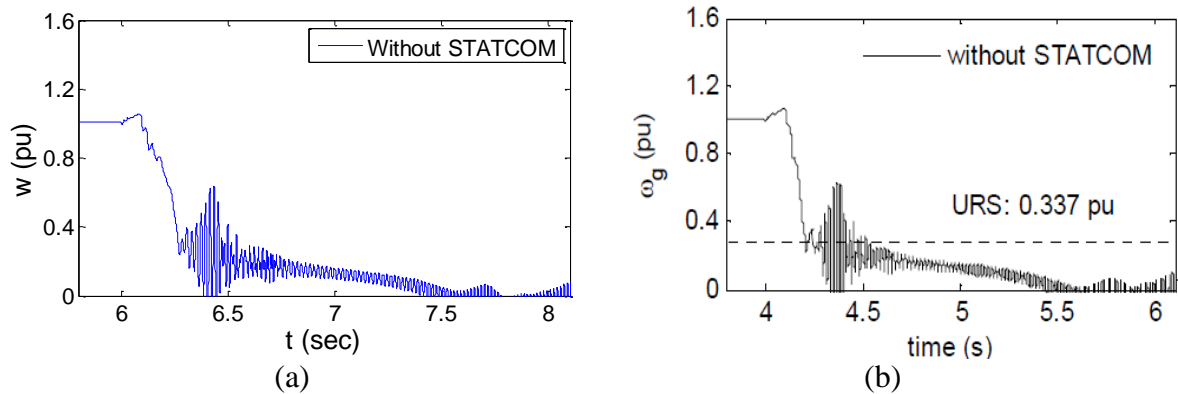 1.6
1.2
0.8
0.4
0
w (pu)
Without STATCOM
6
6.5
7
7.5
8
t (sec)
(a)
1.6
1.2
0.8
0.4
0
ω_g (pu)
without STATCOM
URS: 0.337 pu
4
4.5
5
5.5
6
time (s)
(b)